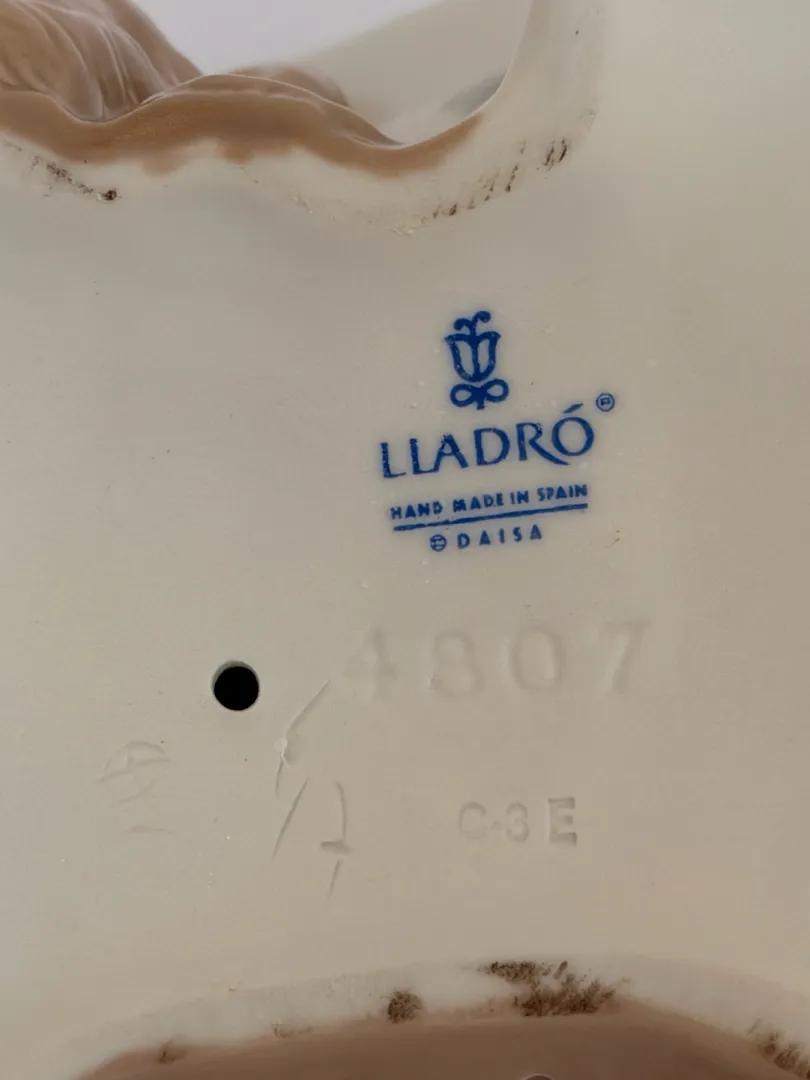 LLADRÓ®
HAND MADE IN SPAIN
© DAISA
4807
C-3 E